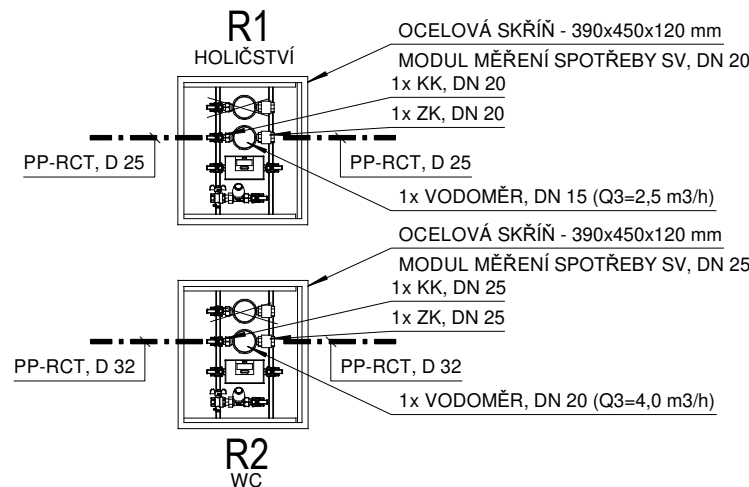 R1
HOLIČSTVÍ
OCELOVÁ SKŘÍŇ - 390x450x120 mm
MODUL MĚŘENÍ SPOTŘEBY SV, DN 20
1x KK, DN 20
1x ZK, DN 20
PP-RCT, D 25
PP-RCT, D 25
1x VODOMĚR, DN 15 (Q3=2,5 m3/h)
OCELOVÁ SKŘÍŇ - 390x450x120 mm
MODUL MĚŘENÍ SPOTŘEBY SV, DN 25
1x KK, DN 25
1x ZK, DN 25
PP-RCT, D 32
PP-RCT, D 32
1x VODOMĚR, DN 20 (Q3=4,0 m3/h)
R2
WC